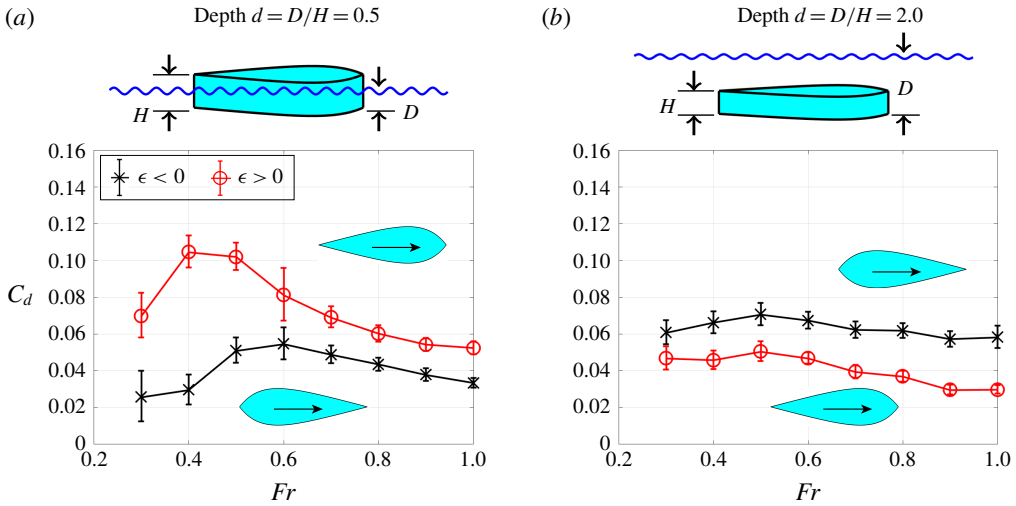 (a) Depth d = D/H = 0.5
H D
0.16
0.14
0.12
0.10
0.08
0.06
0.04
0.02
0
ϵ < 0 ϵ > 0
C_d
0.2 0.4 0.6 0.8 1.0
Fr
(b) Depth d = D/H = 2.0
H D
0.16
0.14
0.12
0.10
0.08
0.06
0.04
0.02
0
0.2 0.4 0.6 0.8 1.0
Fr